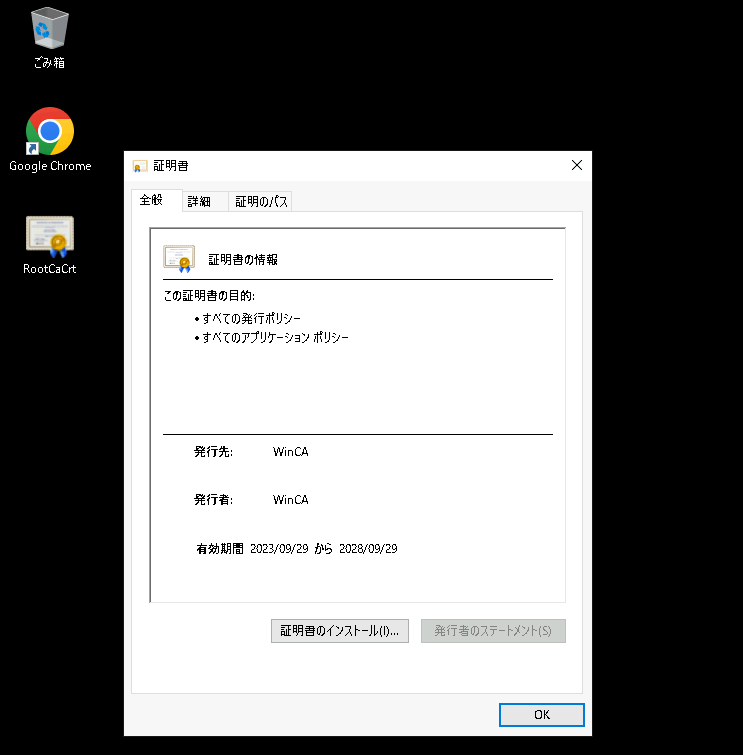 ごみ箱
Google Chrome
RootCaCrt
証明書
全般
詳細
証明のパス
証明書の情報
この証明書の目的:
• すべての発行ポリシー
• すべてのアプリケーション ポリシー
発行先: WinCA
発行者: WinCA
有効期間 2023/09/29 から 2028/09/29
証明書のインストール(I)...
発行者のステートメント(S)
OK